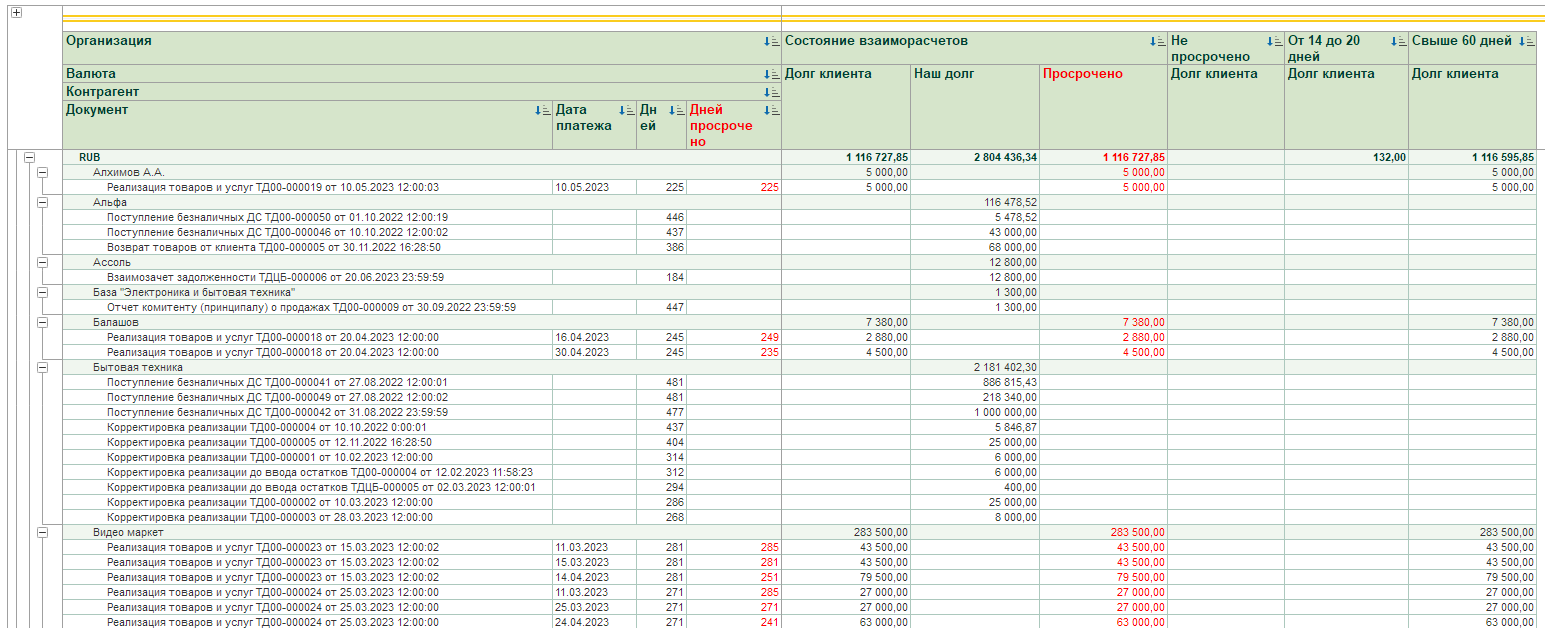 Организация Состояние взаиморасчетов Не просрочено От 14 до 20 дней Свыше 60 дней
Валюта Долг клиента Наш долг Просрочено Долг клиента Долг клиента Долг клиента
Контрагент
Документ Дата платежа Дн ей Дней просроче но
RUB 1 116 727,85 2 804 436,34 1 116 727,85 132,00 1 116 595,85
Алхимов А.А. 5 000,00 5 000,00 5 000,00
Реализация товаров и услуг ТД00-000019 от 10.05.2023 12:00:03 10.05.2023 225 225 5 000,00 5 000,00 5 000,00
Альфа 116 478,52
Поступление безналичных ДС ТД00-000050 от 01.10.2022 12:00:19 446 5 478,52
Поступление безналичных ДС ТД00-000046 от 10.10.2022 12:00:02 437 43 000,00
Возврат товаров от клиента ТД00-000005 от 30.11.2022 16:28:50 386 68 000,00
Ассоль 12 800,00
Взаимозачет задолженности ТДЦБ-000006 от 20.06.2023 23:59:59 184 12 800,00
База "Электроника и бытовая техника" 1 300,00
Отчет комитенту (принципалу) о продажах ТД00-000009 от 30.09.2022 23:59:59 447 1 300,00
Балашов 7 380,00 7 380,00 7 380,00
Реализация товаров и услуг ТД00-000018 от 20.04.2023 12:00:00 16.04.2023 245 249 2 880,00 2 880,00 2 880,00
Реализация товаров и услуг ТД00-000018 от 20.04.2023 12:00:00 30.04.2023 245 235 4 500,00 4 500,00 4 500,00
Бытовая техника 2 181 402,30
Поступление безналичных ДС ТД00-000041 от 27.08.2022 12:00:01 481 886 815,43
Поступление безналичных ДС ТД00-000049 от 27.08.2022 12:00:02 481 218 340,00
Поступление безналичных ДС ТД00-000042 от 31.08.2022 23:59:59 477 1 000 000,00
Корректировка реализации ТД00-000004 от 10.10.2022 0:00:01 437 5 846,87
Корректировка реализации ТД00-000005 от 12.11.2022 16:28:50 404 25 000,00
Корректировка реализации ТД00-000001 от 10.02.2023 12:00:00 314 6 000,00
Корректировка реализации до ввода остатков ТД00-000004 от 12.02.2023 11:58:23 312 6 000,00
Корректировка реализации до ввода остатков ТДЦБ-000005 от 02.03.2023 12:00:01 294 400,00
Корректировка реализации ТД00-000002 от 10.03.2023 12:00:00 286 25 000,00
Корректировка реализации ТД00-000003 от 28.03.2023 12:00:00 268 8 000,00
Видео маркет 283 500,00 283 500,00 283 500,00
Реализация товаров и услуг ТД00-000023 от 15.03.2023 12:00:02 11.03.2023 281 285 43 500,00 43 500,00 43 500,00
Реализация товаров и услуг ТД00-000023 от 15.03.2023 12:00:02 15.03.2023 281 281 43 500,00 43 500,00 43 500,00
Реализация товаров и услуг ТД00-000023 от 15.03.2023 12:00:02 14.04.2023 281 251 79 500,00 79 500,00 79 500,00
Реализация товаров и услуг ТД00-000024 от 25.03.2023 12:00:00 11.03.2023 271 285 27 000,00 27 000,00 27 000,00
Реализация товаров и услуг ТД00-000024 от 25.03.2023 12:00:00 25.03.2023 271 271 27 000,00 27 000,00 27 000,00
Реализация товаров и услуг ТД00-000024 от 25.03.2023 12:00:00 24.04.2023 271 241 63 000,00 63 000,00 63 000,00